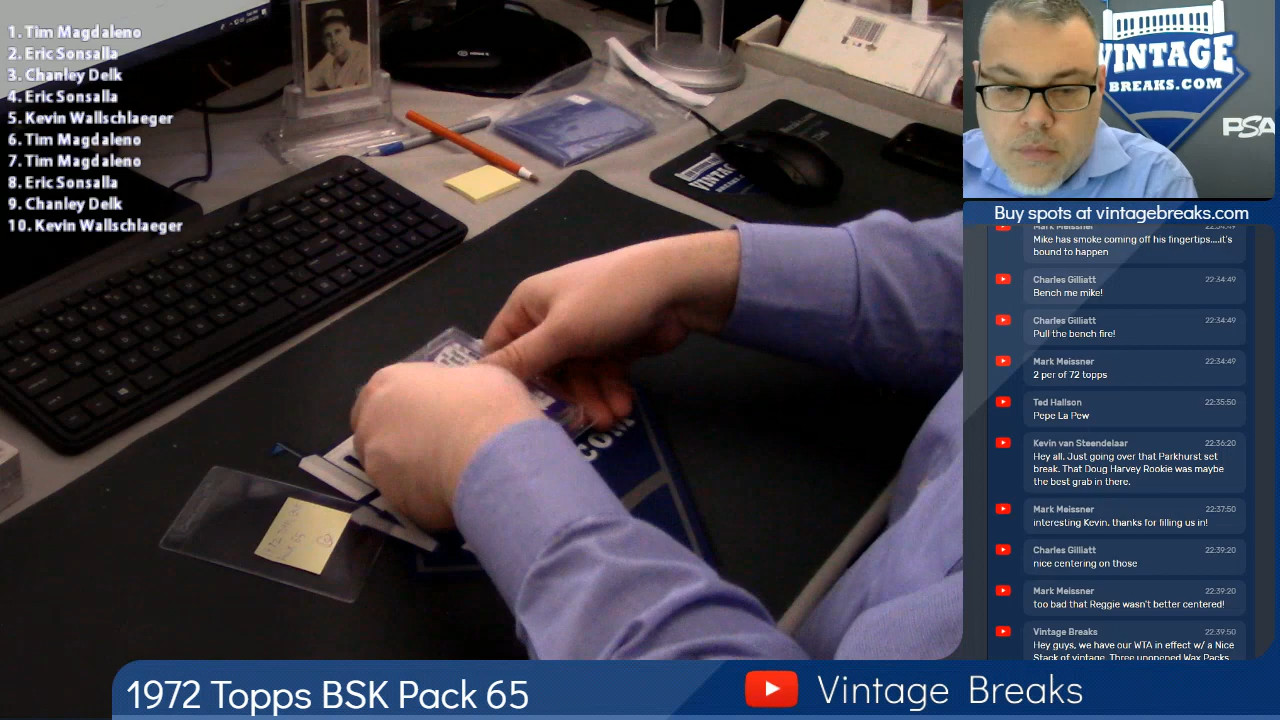 1. Tim Magdaleno
2. Eric Sonsalla
3. Chanley Delk
4. Eric Sonsalla
5. Kevin Wallschlaeger
6. Tim Magdaleno
7. Tim Magdaleno
8. Eric Sonsalla
9. Chanley Delk
10. Kevin Wallschlaeger
VINTAGE
BREAKS.COM
PSA
Buy spots at vintagebreaks.com
Mark Meissner 22:34:49
Mike has smoke coming off his fingertips....it's
bound to happen
Charles Gilliatt 22:34:49
Bench me mike!
Charles Gilliatt 22:34:49
Pull the bench fire!
Mark Meissner 22:34:49
2 per of 72 topps
Ted Hallson 22:35:50
Pepe La Pew
Kevin van Steendelaar 22:36:20
Hey all. Just going over that Parkhurst set
break. That Doug Harvey Rookie was maybe
the best grab in there.
Mark Meissner 22:37:50
interesting Kevin. thanks for filling us in!
Charles Gilliatt 22:39:20
nice centering on those
Mark Meissner 22:39:20
too bad that Reggie wasn't better centered!
Vintage Breaks 22:39:50
Hey guys, we have our WTA in effect w/ a Nice
Stack of vintage. Three unopened Wax Packs
.COM
1972 Topps BSK Pack 65
Vintage Breaks